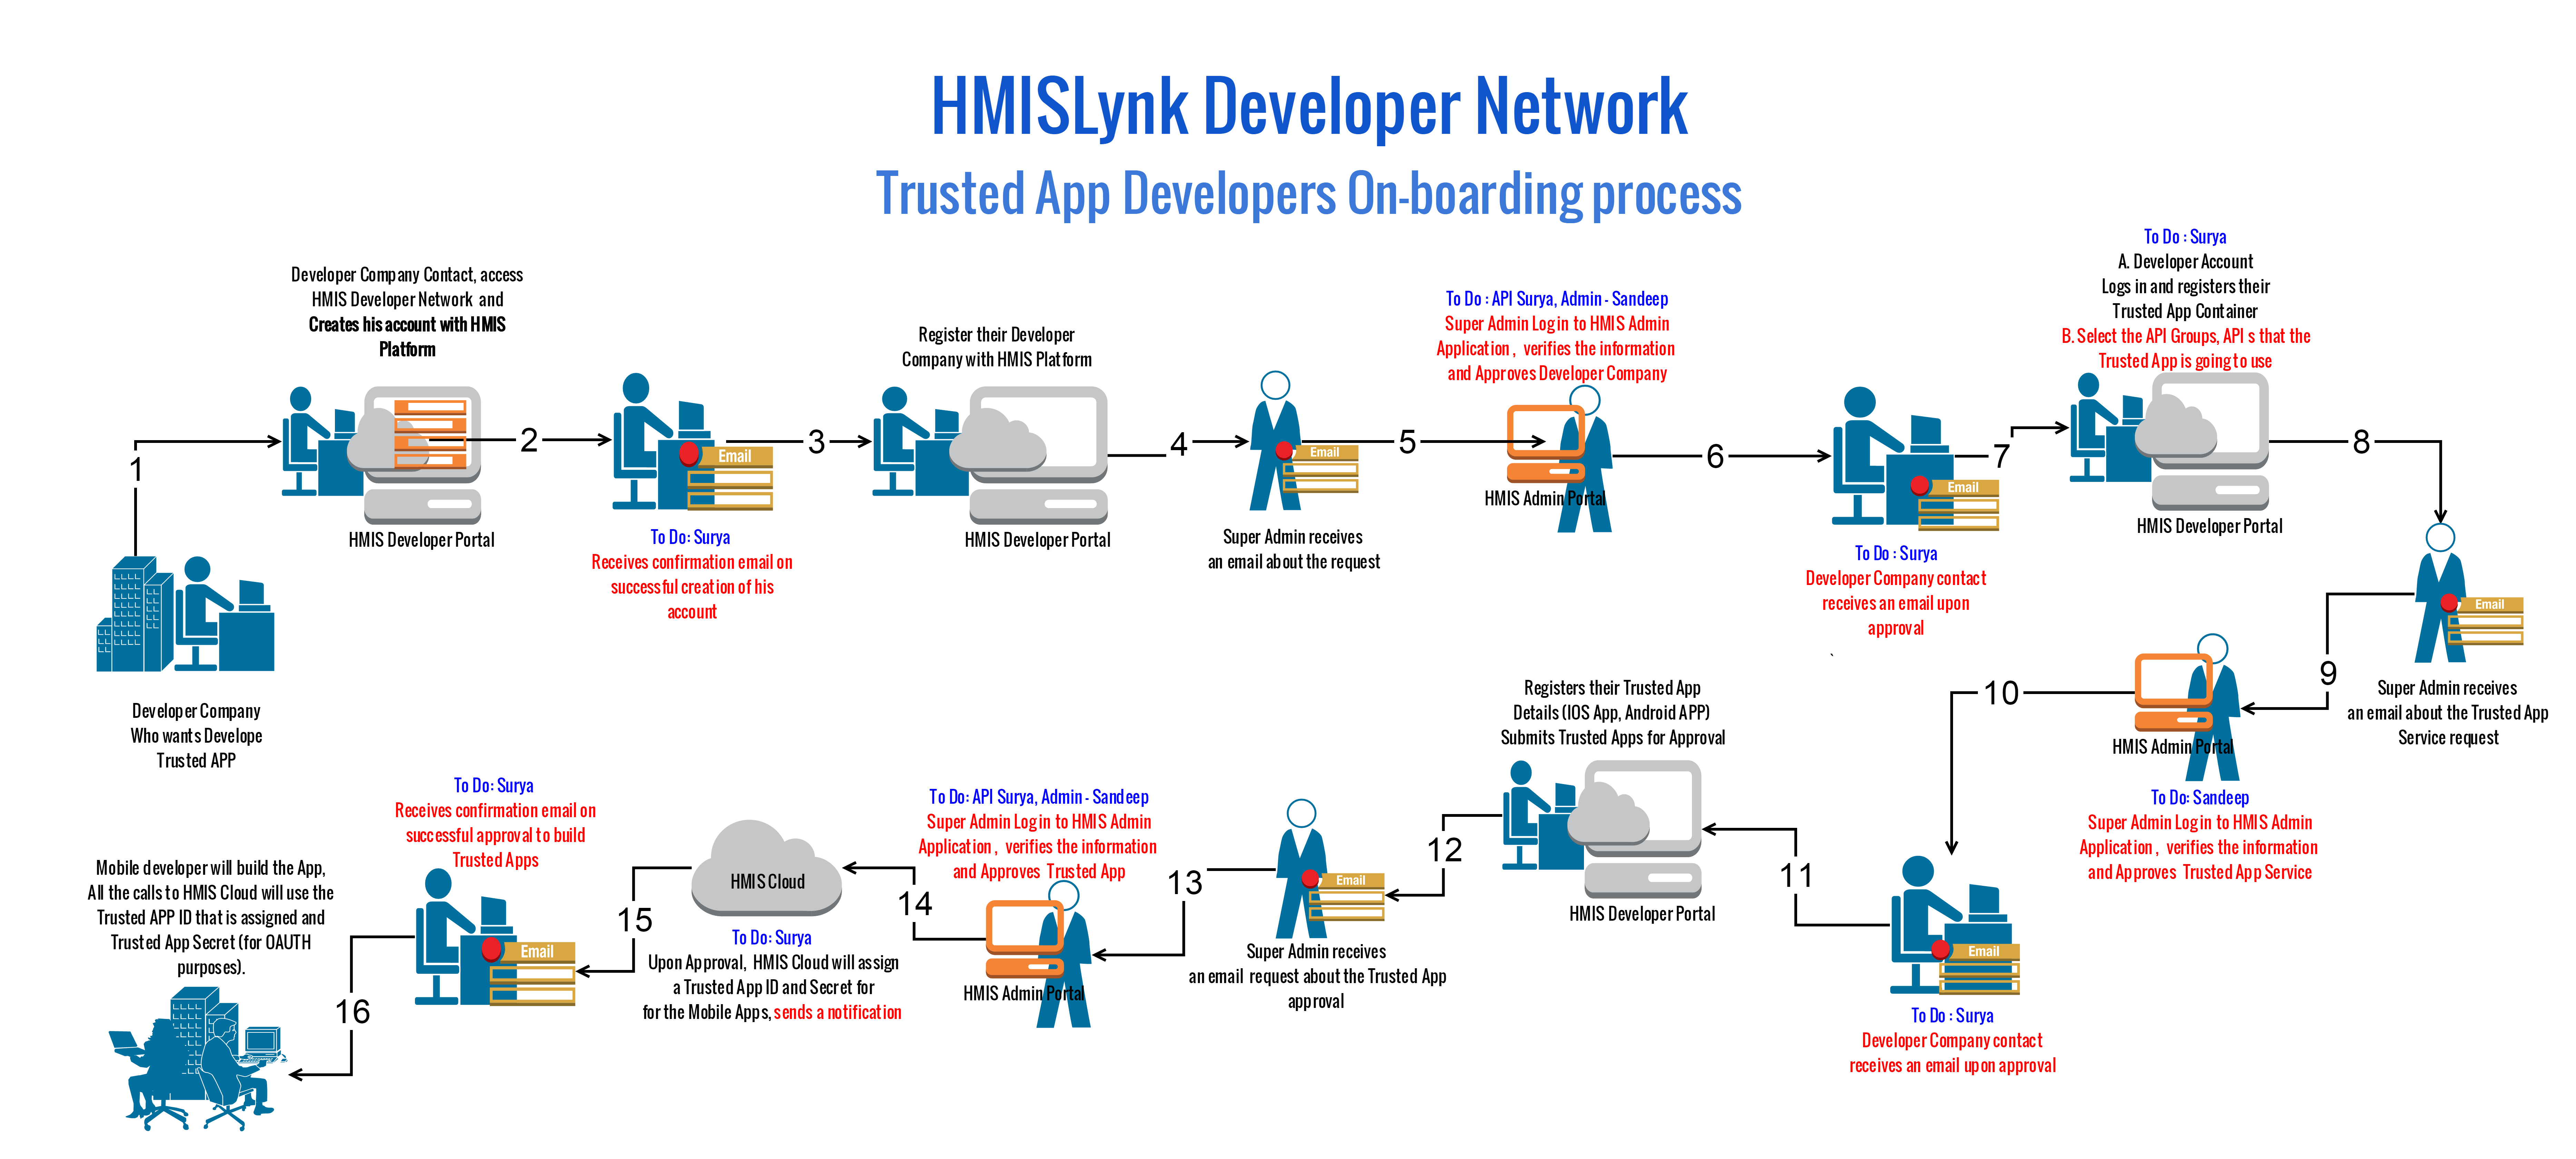 HMISLynk Developer Network
Trusted App Developers On-boarding process
Developer Company Contact, access
HMIS Developer Network and
Creates his account with HMIS
Platform
HMIS Developer Portal
1
Developer Company
Who wants Develope
Trusted APP
2
Email
To Do: Surya
Receives confirmation email on
successful creation of his
account
3
Register their Developer
Company with HMIS Platform
HMIS Developer Portal
4
Email
Super Admin receives
an email about the request
5
To Do : API Surya, Admin - Sandeep
Super Admin Login to HMIS Admin
Application , verifies the information
and Approves Developer Company
HMIS Admin Portal
6
Email
To Do : Surya
Developer Company contact
receives an email upon
approval
7
To Do : Surya
A. Developer Account
Logs in and registers their
Trusted App Container
B. Select the API Groups, API s that the
Trusted App is going to use
HMIS Developer Portal
8
Email
Super Admin receives
an email about the Trusted App
Service request
9
HMIS Admin Portal
To Do: Sandeep
Super Admin Login to HMIS Admin
Application , verifies the information
and Approves Trusted App Service
10
Email
To Do : Surya
Developer Company contact
receives an email upon approval
11
Registers their Trusted App
Details (IOS App, Android APP)
Submits Trusted Apps for Approval
HMIS Developer Portal
12
Email
Super Admin receives
an email request about the Trusted App
approval
13
To Do: API Surya, Admin - Sandeep
Super Admin Login to HMIS Admin
Application , verifies the information
and Approves Trusted App
HMIS Admin Portal
14
HMIS Cloud
To Do: Surya
Upon Approval, HMIS Cloud will assign
a Trusted App ID and Secret for
for the Mobile Apps, sends a notification
15
To Do: Surya
Receives confirmation email on
successful approval to build
Trusted Apps
Email
16
Mobile developer will build the App,
All the calls to HMIS Cloud will use the
Trusted APP ID that is assigned and
Trusted App Secret (for OAUTH
purposes).